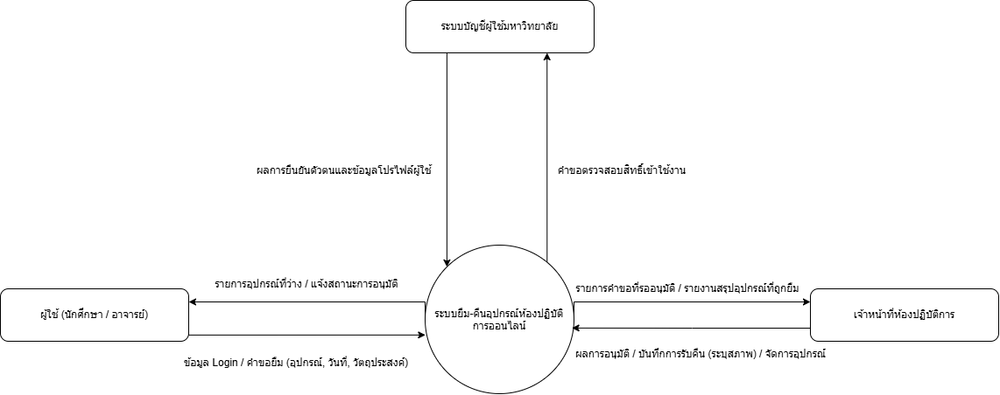 ระบบบัญชีผู้ใช้มหาวิทยาลัย
ผลการยืนยันตัวตนและข้อมูลโปรไฟล์ผู้ใช้
คำขอตรวจสอบสิทธิ์เข้าใช้งาน
รายการอุปกรณ์ที่ว่าง / แจ้งสถานะการอนุมัติ
รายการคำขอที่รออนุมัติ / รายงานสรุปอุปกรณ์ที่ถูกยืม
ผู้ใช้ (นักศึกษา / อาจารย์)
ระบบยืม-คืนอุปกรณ์ห้องปฏิบัติ
การออนไลน์
เจ้าหน้าที่ห้องปฏิบัติการ
ข้อมูล Login / คำขอยืม (อุปกรณ์, วันที่, วัตถุประสงค์)
ผลการอนุมัติ / บันทึกการรับคืน (ระบุสภาพ) / จัดการอุปกรณ์